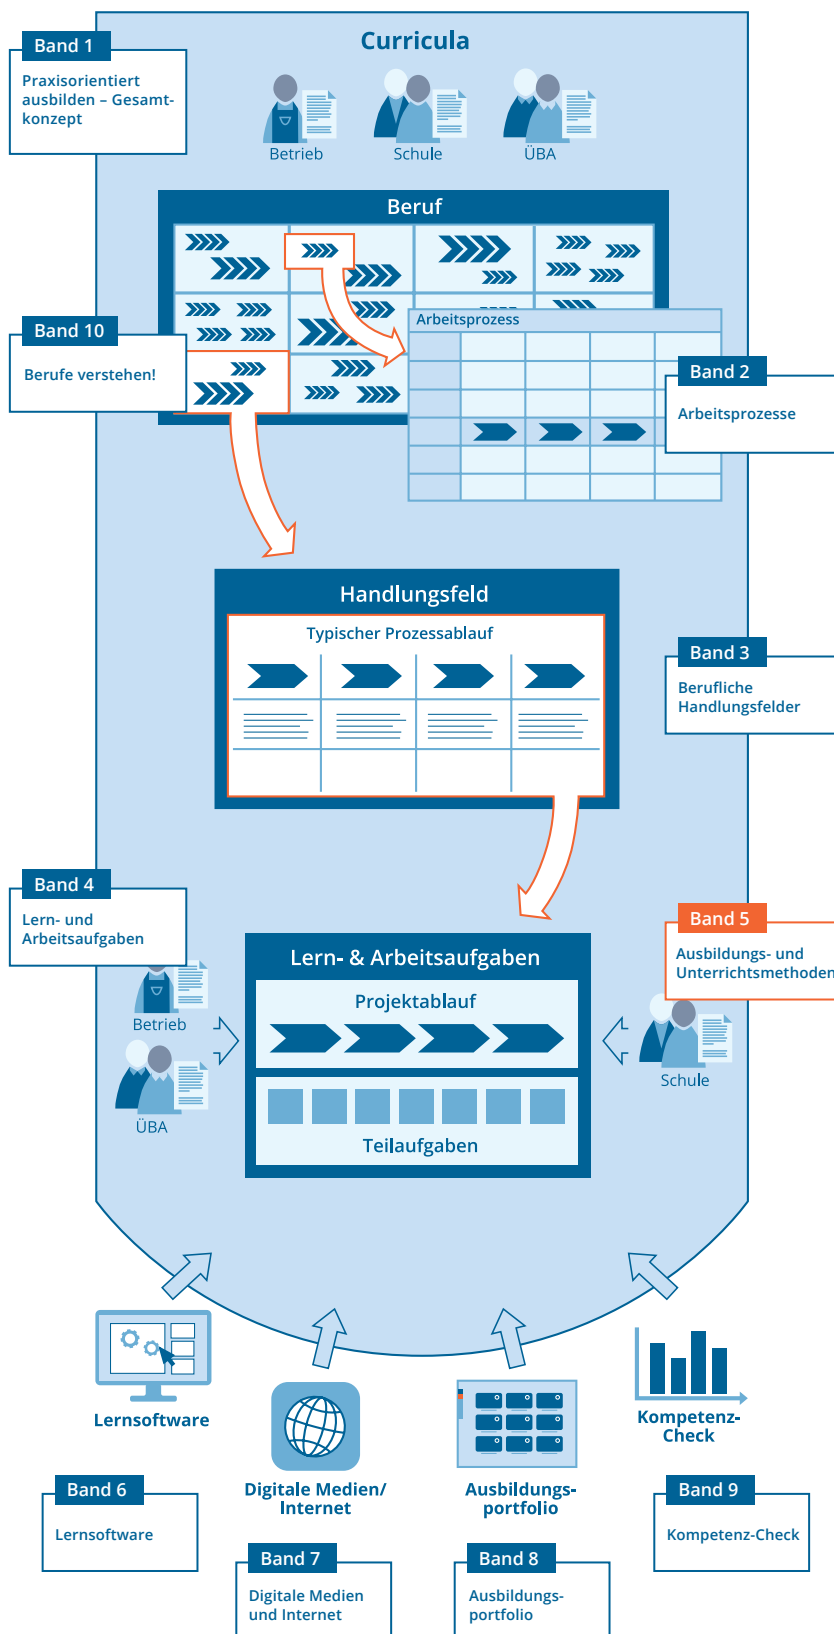 Band 1
Praxisorientiert
ausbilden – Gesamt-
konzept
Curricula
Betrieb
Schule
ÜBA
Beruf
Arbeitsprozess
Band 10
Berufe verstehen!
Band 2
Arbeitsprozesse
Handlungsfeld
Typischer Prozessablauf
Band 3
Berufliche
Handlungsfelder
Band 4
Lern- und
Arbeitsaufgaben
Band 5
Ausbildungs- und
Unterrichtsmethoden
Lern- & Arbeitsaufgaben
Projektablauf
Teilaufgaben
Betrieb
ÜBA
Schule
Lernsoftware
Digitale Medien/
Internet
Ausbildungs-
portfolio
Kompetenz-
Check
Band 6
Lernsoftware
Band 7
Digitale Medien
und Internet
Band 8
Ausbildungs-
portfolio
Band 9
Kompetenz-Check